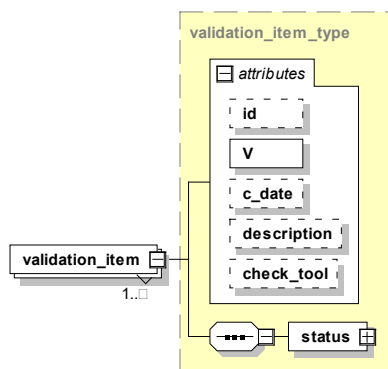 validation_item_type
attributes
id
V
c_date
description
validation_item
check_tool
1..
status